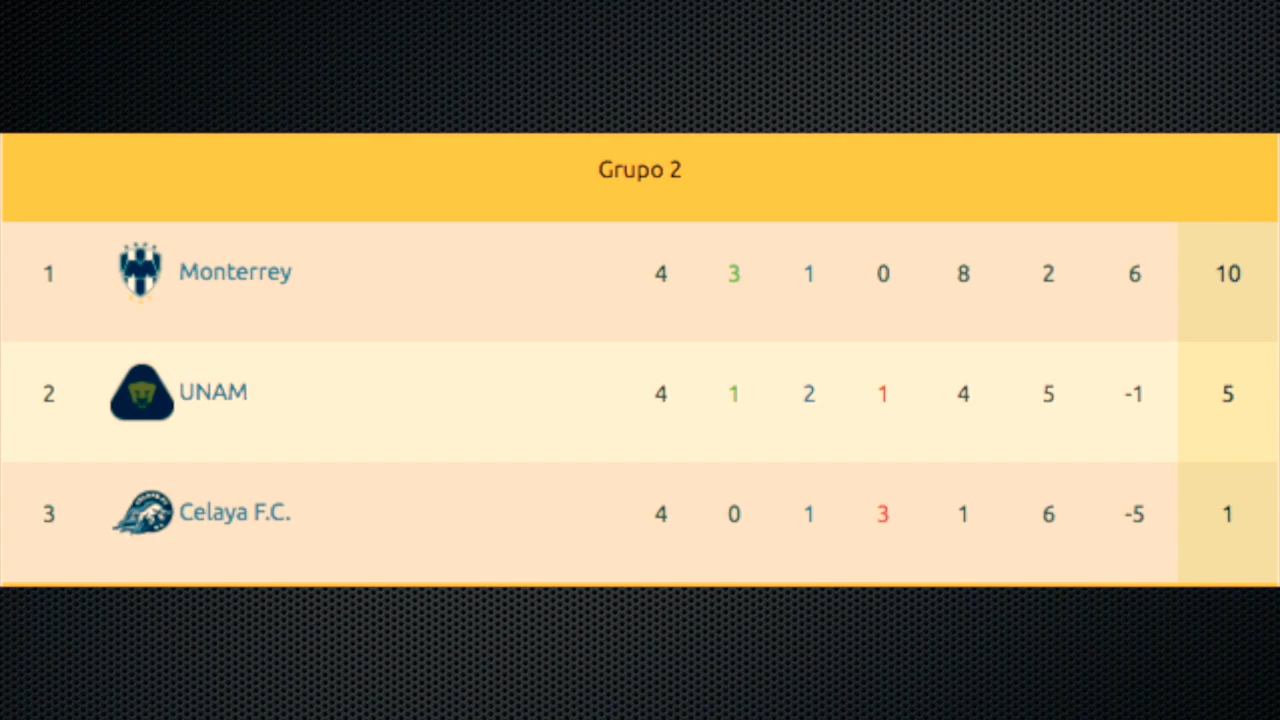 Grupo 2
1 Monterrey 4 3 1 0 8 2 6 10
2 UNAM 4 1 2 1 4 5 -1 5
3 Celaya F.C. 4 0 1 3 1 6 -5 1